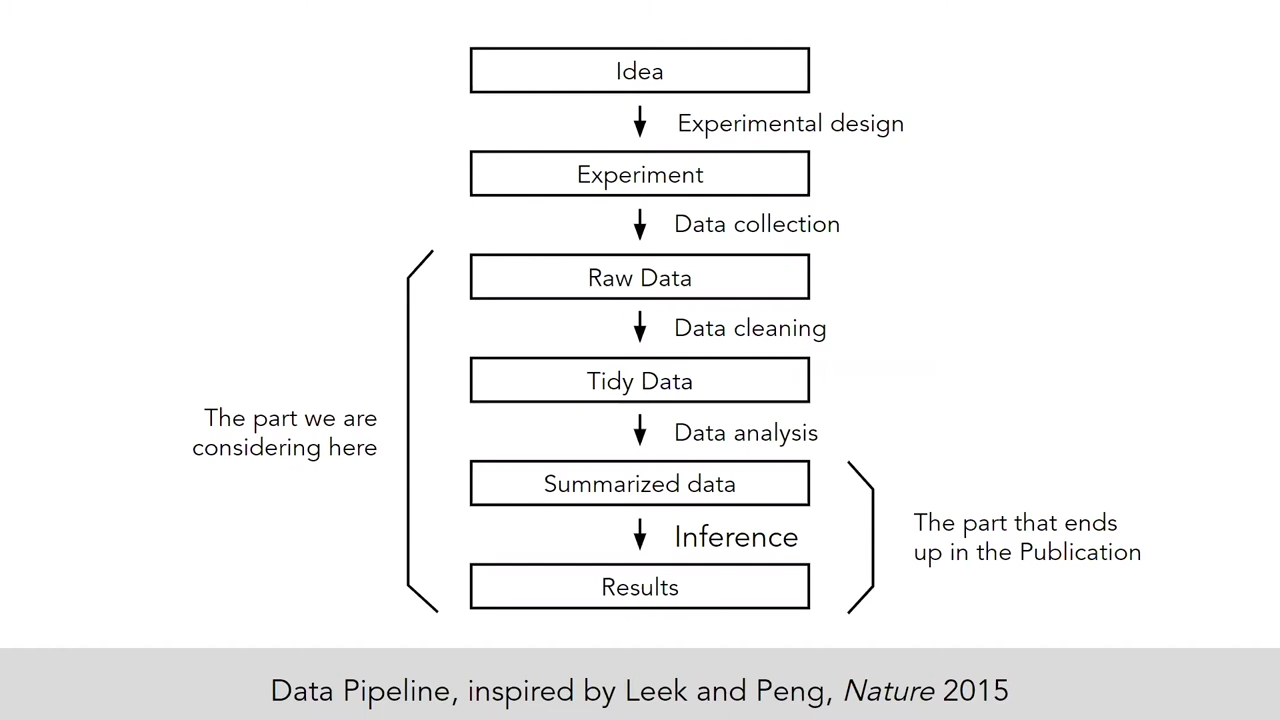 Idea
Experimental design
Experiment
Data collection
Raw Data
Data cleaning
Tidy Data
The part we are
considering here
Data analysis
Summarized data
The part that ends
up in the Publication
Inference
Results
Data Pipeline, inspired by Leek and Peng, Nature 2015